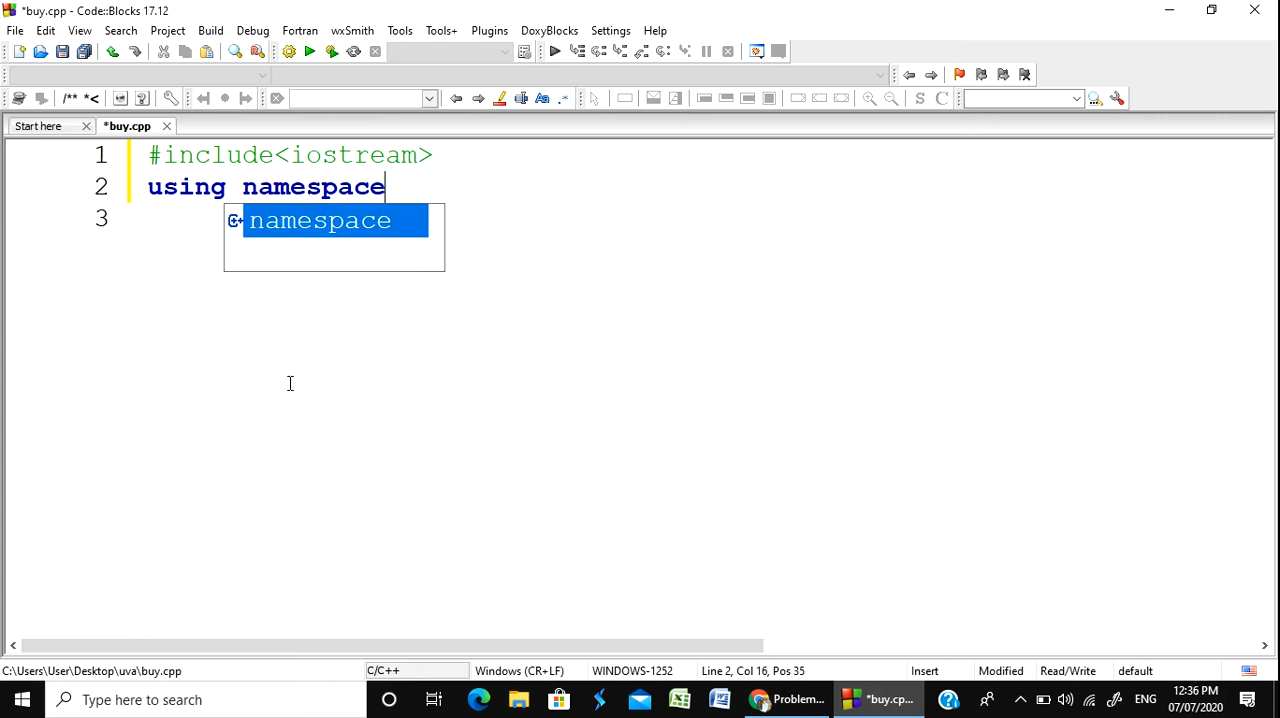 *buy.cpp - Code::Blocks 17.12
File Edit View Search Project Build Debug Fortran wxSmith Tools Tools+ Plugins DoxyBlocks Settings Help
/** *<
S C
Start here *buy.cpp
1 #include<iostream>
2 using namespace
3 namespace
C:\Users\User\Desktop\uva\buy.cpp C/C++ Windows (CR+LF) WINDOWS-1252 Line 2, Col 16, Pos 35 Insert Modified Read/Write default
Type here to search Problem... *buy.cp... ENG 12:36 PM
07/07/2020